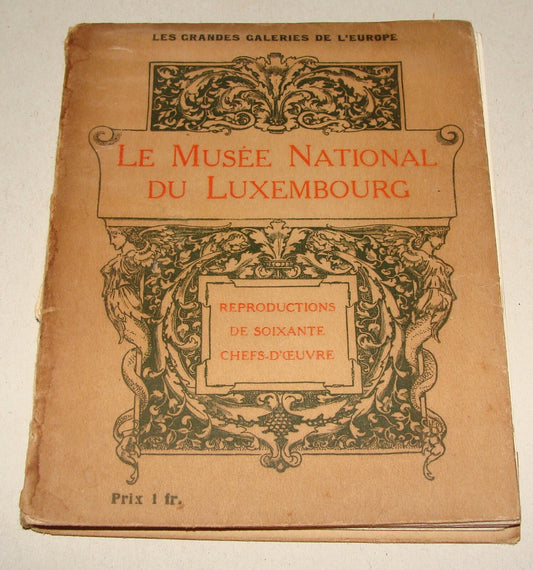 LES GRANDES GALERIES DE L'EUROPE
LE MUSÉE NATIONAL
DU LUXEMBOURG
REPRODUCTIONS
DE SOIXANTE
CHEFS-D'ŒUVRE
Prix 1 fr.